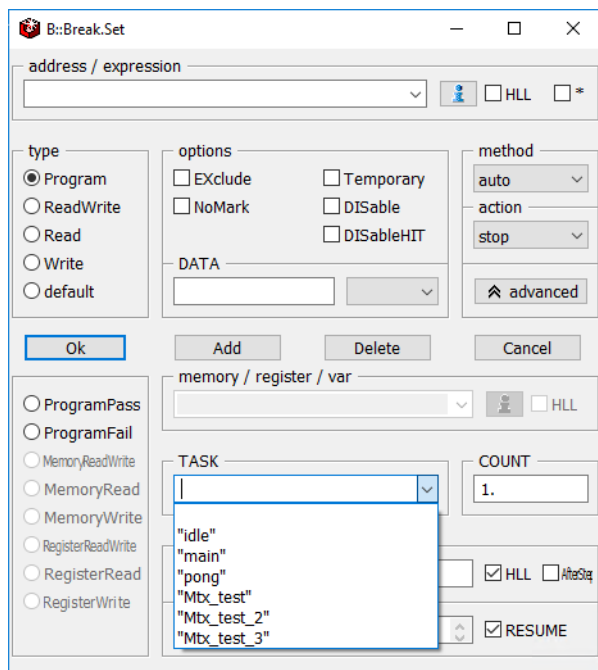 B::Break.Set
address / expression
HLL
*
type
Program
ReadWrite
Read
Write
default
options
EXclude
Temporary
NoMark
DISable
DISableHIT
DATA
method
auto
action
stop
advanced
Ok
Add
Delete
Cancel
ProgramPass
ProgramFail
MemoryReadWrite
MemoryRead
MemoryWrite
RegisterReadWrite
RegisterRead
RegisterWrite
memory / register / var
HLL
TASK
"idle"
"main"
"pong"
"Mtx_test"
"Mtx_test_2"
"Mtx_test_3"
COUNT
1.
HLL
AfterStep
RESUME